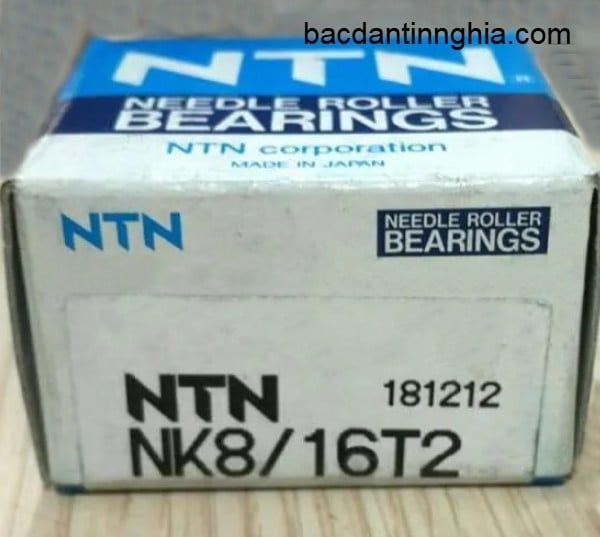 bacdantinnghia.com
NTN
NEEDLE ROLLER
BEARINGS
NTN corporation
MADE IN JAPAN
NTN
NEEDLE ROLLER
BEARINGS
NTN
181212
NK8/16T2